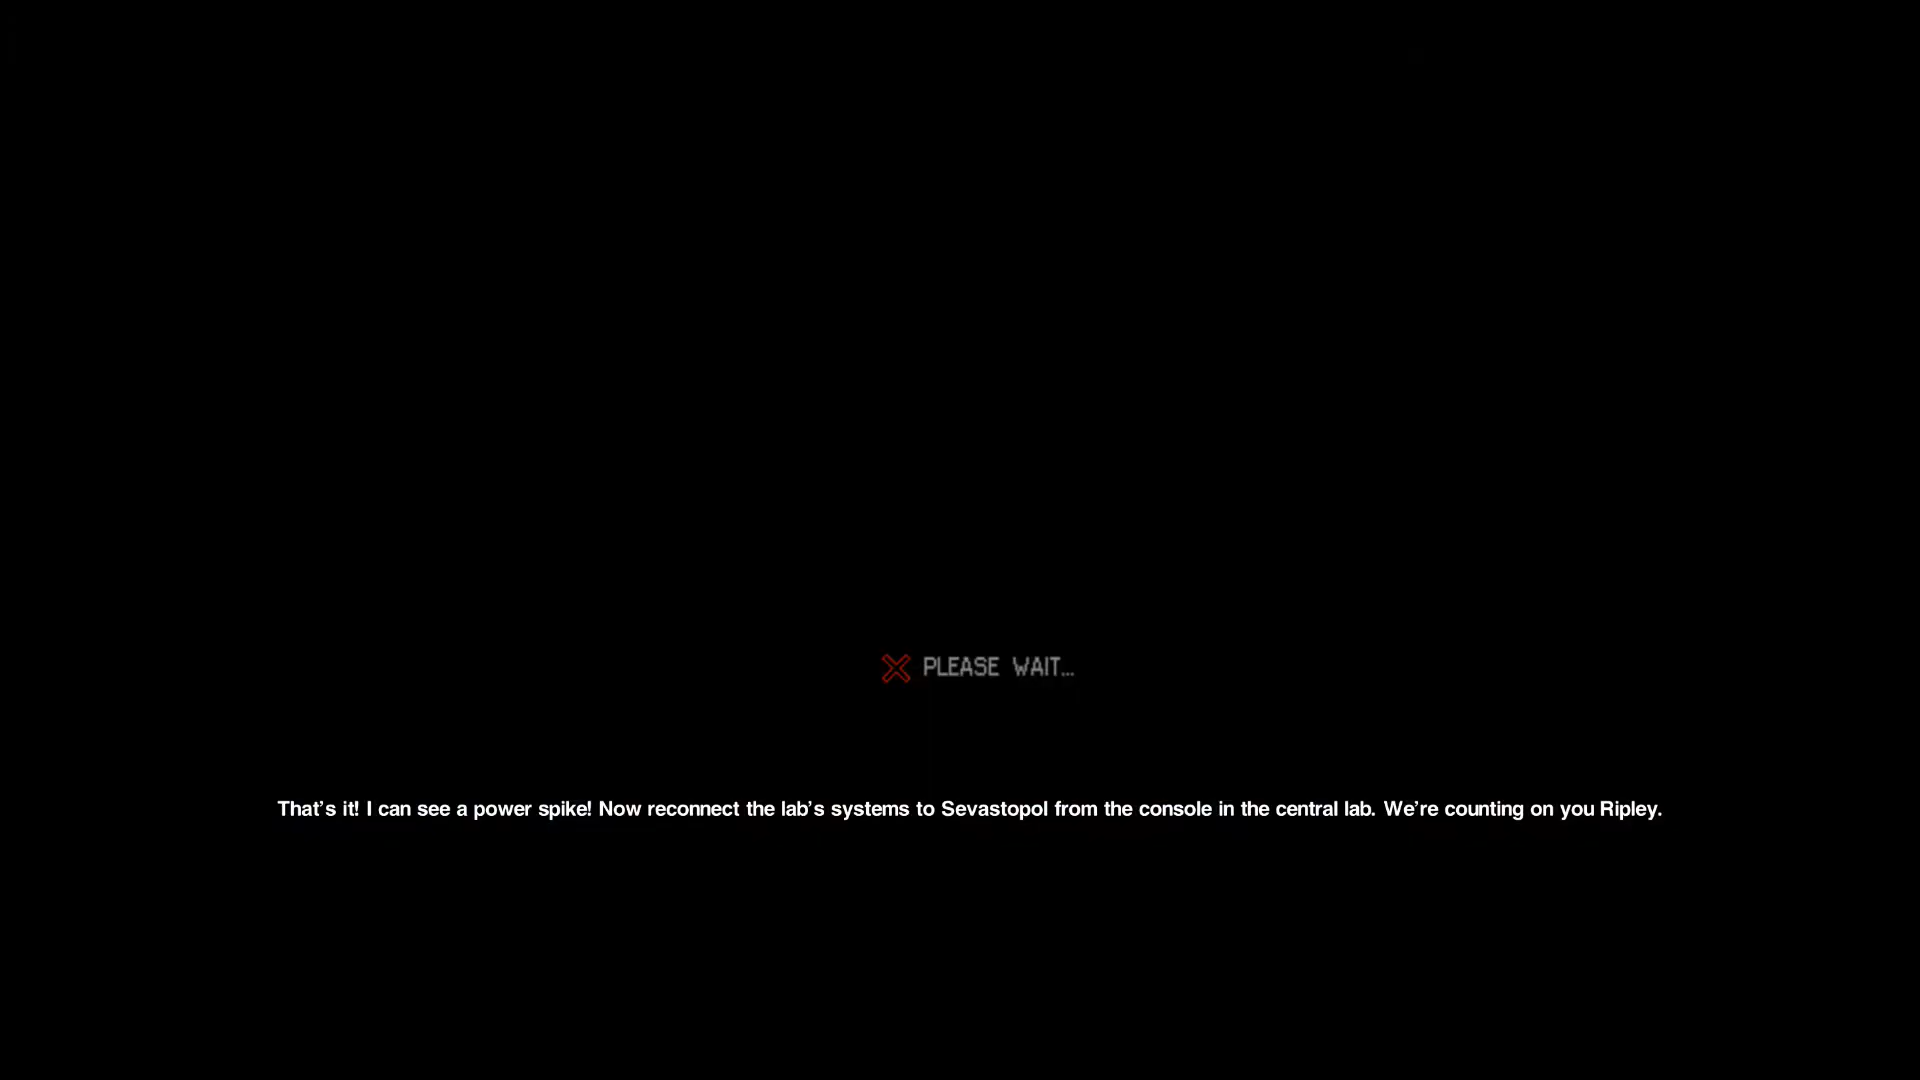 PLEASE WAIT...
That’s it! I can see a power spike! Now reconnect the lab’s systems to Sevastopol from the console in the central lab. We’re counting on you Ripley.